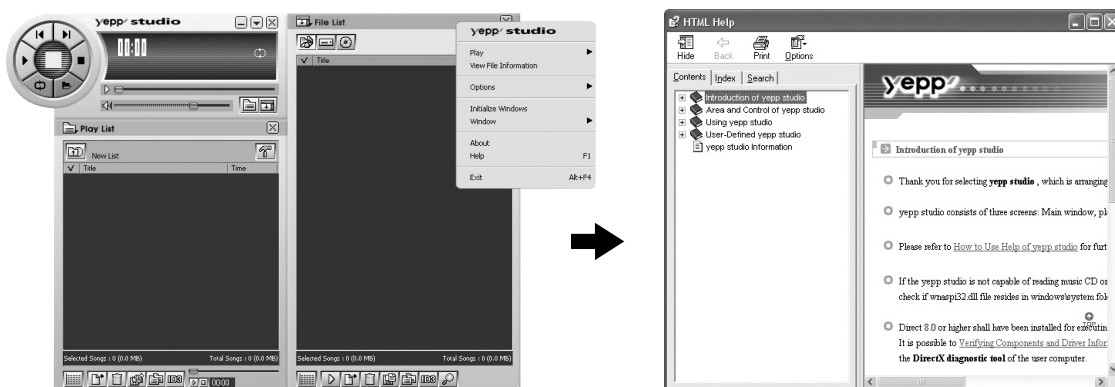 yepp' studio
00:00
Play List
New List
✓ Title Time
Selected Songs : 0 (0.0 MB) Total Songs : 0 (0.0 MB)
ID3
0000
File List
✓ Title
Selected Songs : 0 (0.0 MB) Total Songs : 0 (0.0 MB)
ID3
yepp' studio
Play
View File Information
Options
Initialize Windows
Window
About
Help F1
Exit Alt+F4
HTML Help
Hide Back Print Options
Contents Index Search
Introduction of yepp studio
Area and Control of yepp studio
Using yepp studio
User-Defined yepp studio
yepp studio Information
yepp'
Introduction of yepp studio
Thank you for selecting yepp studio , which is arranging
yepp studio consists of three screens: Main window, pl
Please refer to How to Use Help of yepp studio for furt
If the yepp studio is not capable of reading music CD or
check if wnaspi32.dll file resides in windows\system fol
TOP
Direct 8.0 or higher shall have been installed for executin
It is possible to Verifying Components and Driver Infor
the DirectX diagnostic tool of the user computer.